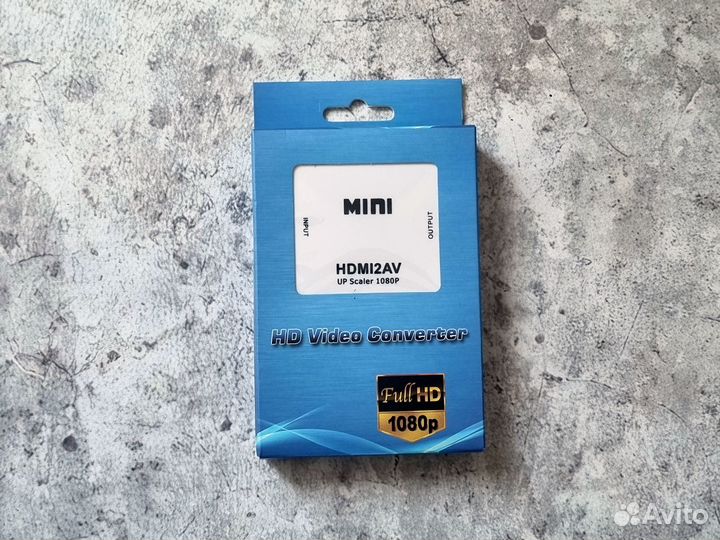 MINI
INPUT
OUTPUT
HDMI2AV
UP Scaler 1080P
HD Video Converter
Full HD
1080p
Avito